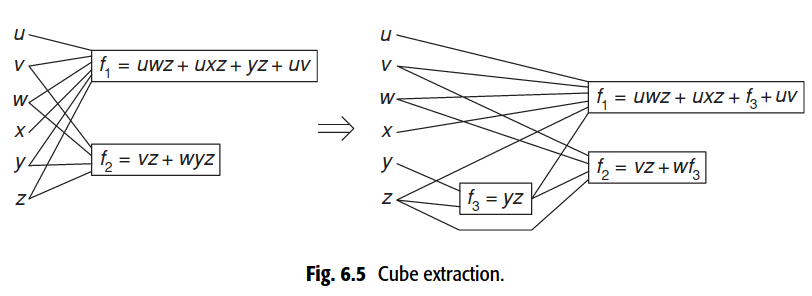 u
v
w
x
y
z
f₁ = uwz + uxz + yz + uv
f₂ = vz + wyz
⇒
u
v
w
x
y
z
f₃ = yz
f₁ = uwz + uxz + f₃ + uv
f₂ = vz + wf₃
Fig. 6.5 Cube extraction.